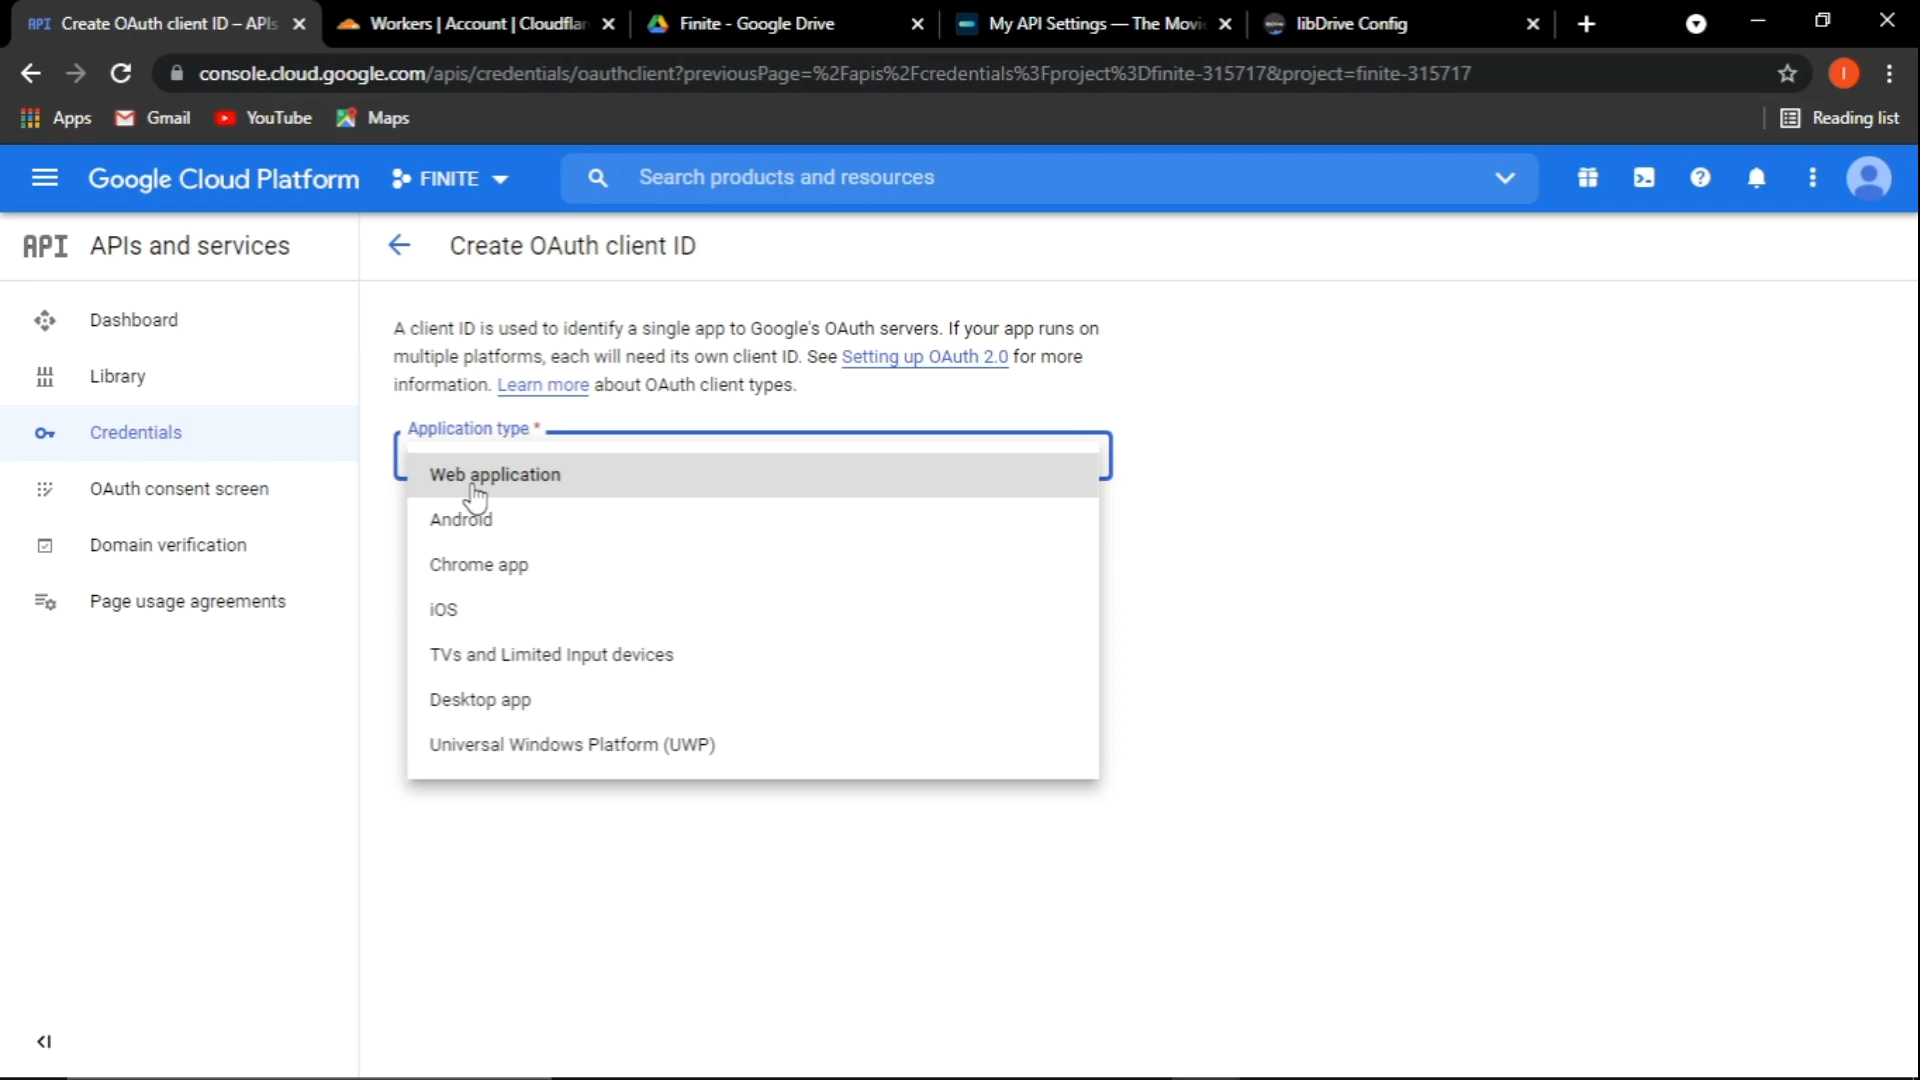 API Create OAuth client ID – APIs
Workers | Account | Cloudflar
Finite - Google Drive
My API Settings — The Movi
libDrive Config
console.cloud.google.com/apis/credentials/oauthclient?previousPage=%2Fapis%2Fcredentials%3Fproject%3Dfinite-315717&project=finite-315717
I
Apps
Gmail
YouTube
Maps
Reading list
Google Cloud Platform
FINITE
Search products and resources
API APIs and services
Create OAuth client ID
Dashboard
Library
Credentials
OAuth consent screen
Domain verification
Page usage agreements
A client ID is used to identify a single app to Google's OAuth servers. If your app runs on
multiple platforms, each will need its own client ID. See Setting up OAuth 2.0 for more
information. Learn more about OAuth client types.
Application type *
Web application
Android
Chrome app
iOS
TVs and Limited Input devices
Desktop app
Universal Windows Platform (UWP)